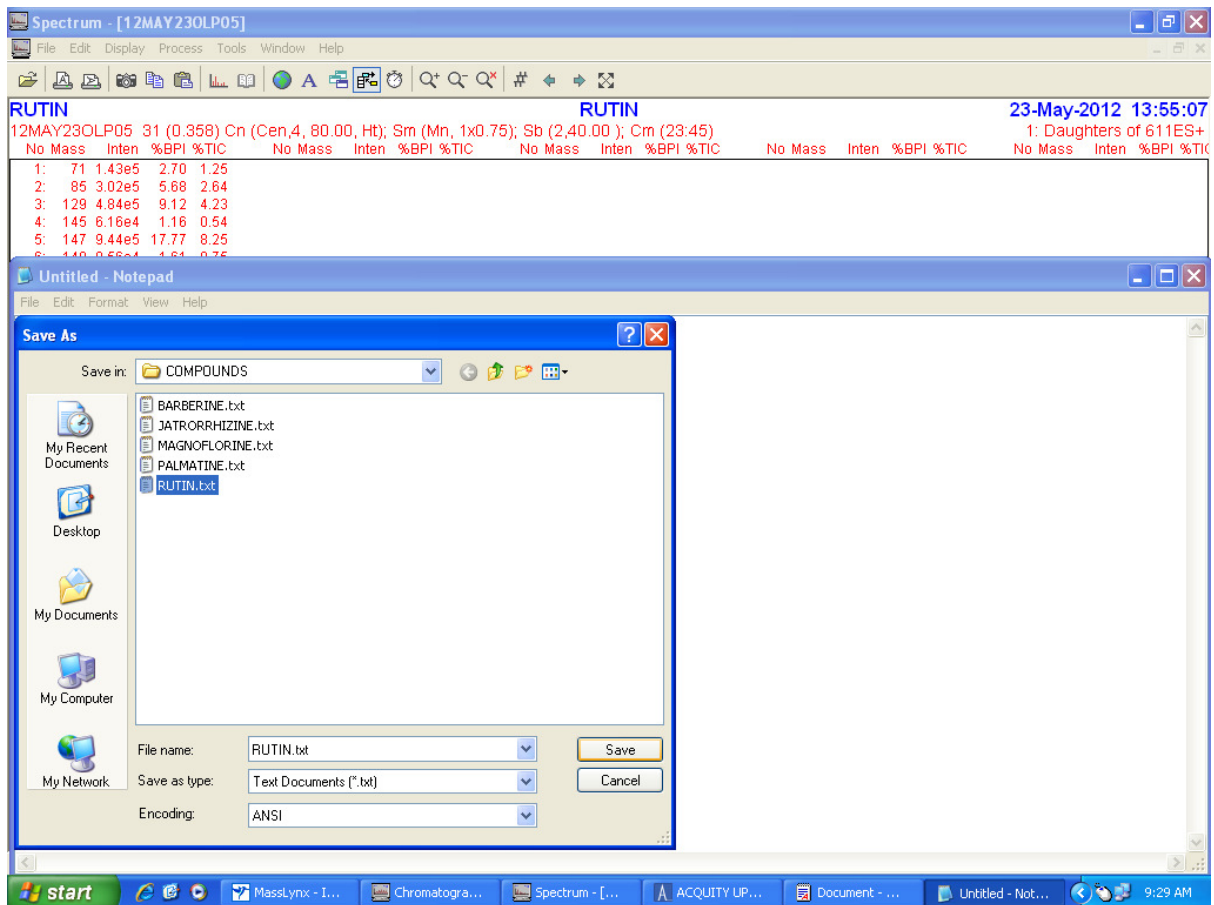 Spectrum - [12MAY23OLP05]
File Edit Display Process Tools Window Help
RUTIN RUTIN 23-May-2012 13:55:07
12MAY23OLP05 31 (0.358) Cn (Cen,4, 80.00, Ht); Sm (Mn, 1x0.75); Sb (2,40.00 ); Cm (23:45) 1: Daughters of 611ES+
No Mass Inten %BPI %TIC No Mass Inten %BPI %TIC No Mass Inten %BPI %TIC No Mass Inten %BPI %TIC No Mass Inten %BPI %TIC
1: 71 1.43e5 2.70 1.25
2: 85 3.02e5 5.68 2.64
3: 129 4.84e5 9.12 4.23
4: 145 6.16e4 1.16 0.54
5: 147 9.44e5 17.77 8.25
Untitled - Notepad
File Edit Format View Help
Save As
Save in: COMPOUNDS
My Recent Documents
Desktop
My Documents
My Computer
My Network
BARBERINE.txt
JATRORRHIZINE.txt
MAGNOFLORINE.txt
PALMATINE.txt
RUTIN.txt
File name: RUTIN.txt Save
Save as type: Text Documents (*.txt) Cancel
Encoding: ANSI
start MassLynx - I... Chromatogra... Spectrum - [... ACQUITY UP... Document - ... Untitled - Not... 9:29 AM